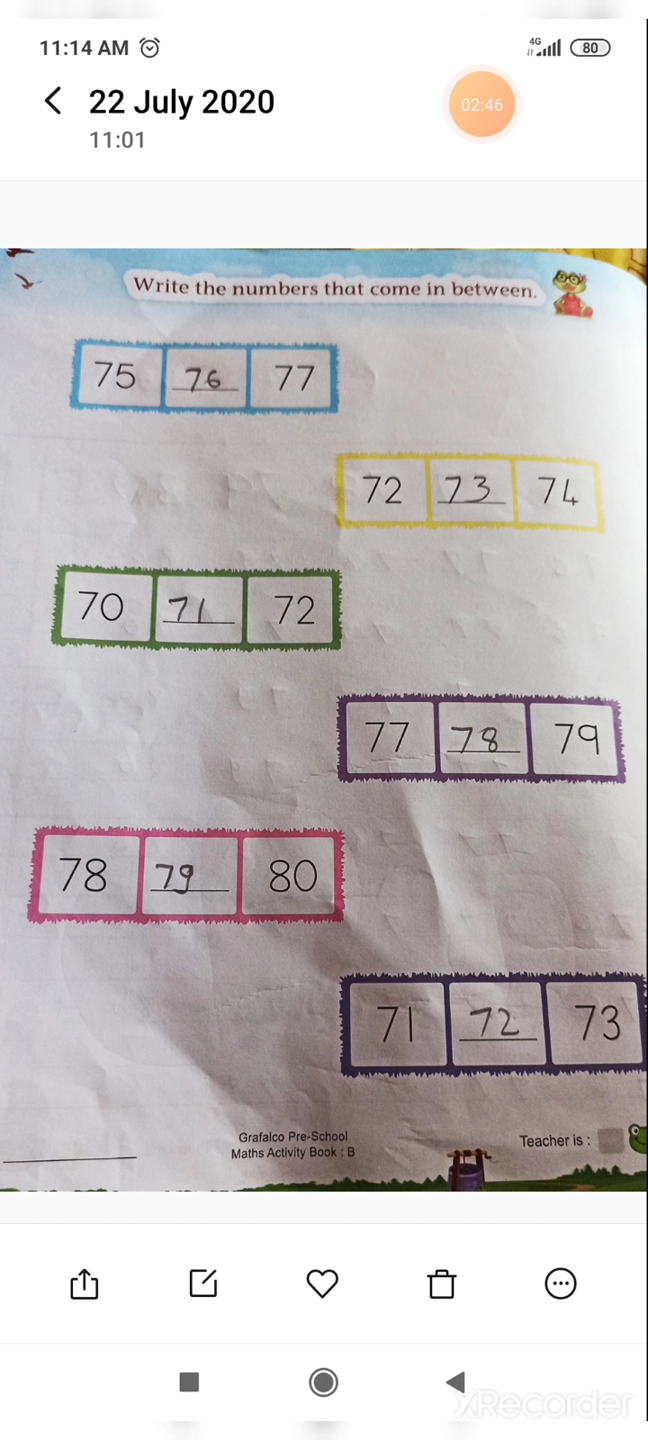 11:14 AM 4G 80
22 July 2020 02:46
11:01
Write the numbers that come in between.
75 76 77
72 73 74
70 71 72
77 78 79
78 79 80
71 72 73
Grafalco Pre-School
Maths Activity Book : B
Teacher is :
XRecorder